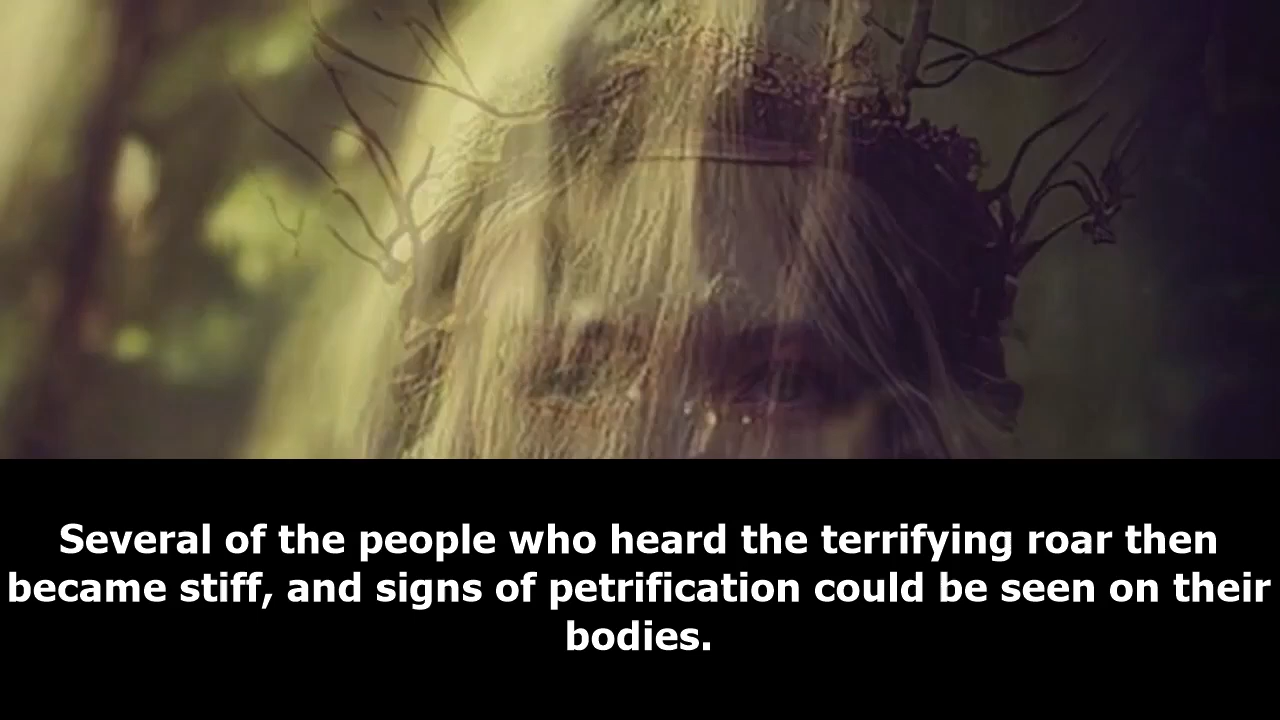 Several of the people who heard the terrifying roar then
became stiff, and signs of petrification could be seen on their
bodies.